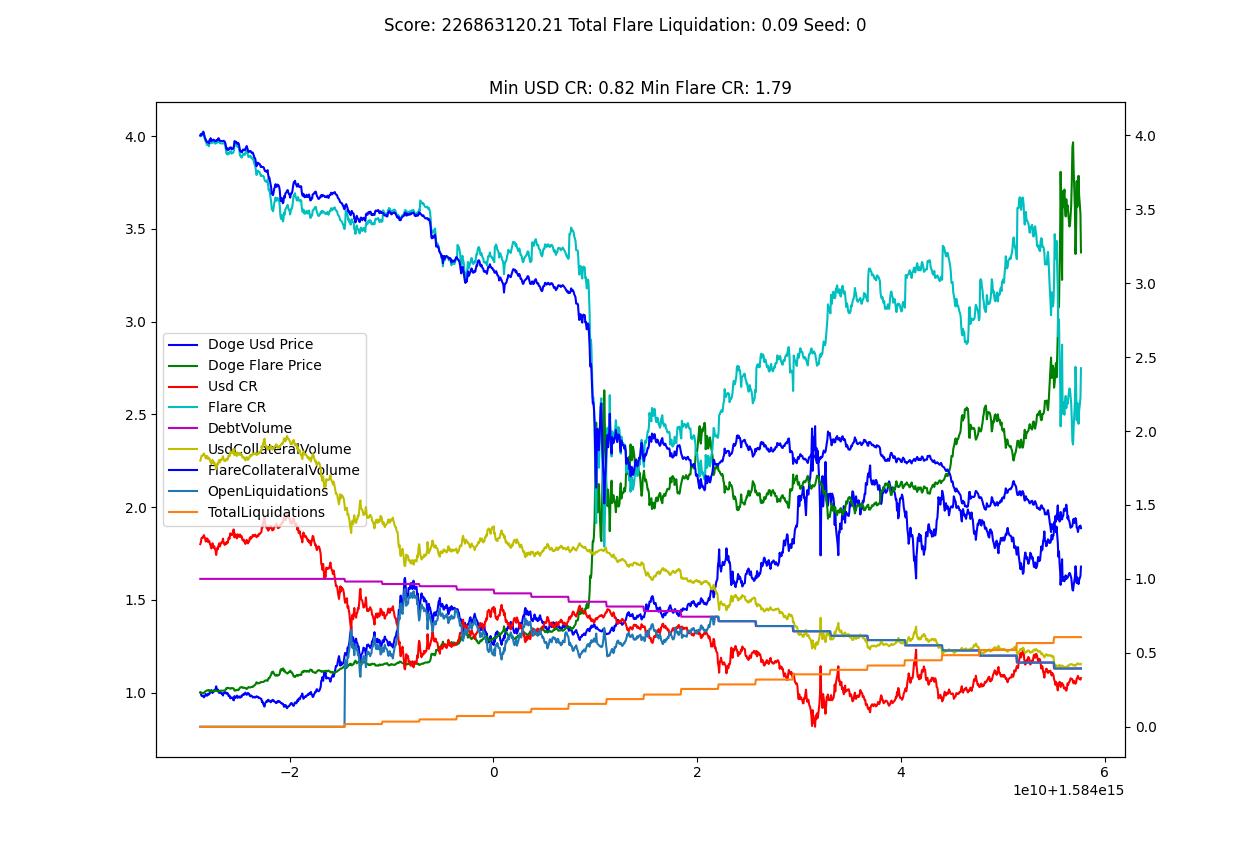 Score: 226863120.21 Total Flare Liquidation: 0.09 Seed: 0
Min USD CR: 0.82 Min Flare CR: 1.79
4.0
3.5
3.0
2.5
2.0
1.5
1.0
4.0
3.5
3.0
2.5
2.0
1.5
1.0
0.5
0.0
Doge Usd Price
Doge Flare Price
Usd CR
Flare CR
DebtVolume
UsdCollateralVolume
FlareCollateralVolume
OpenLiquidations
TotalLiquidations
−2 0 2 4 6
1e10+1.584e15